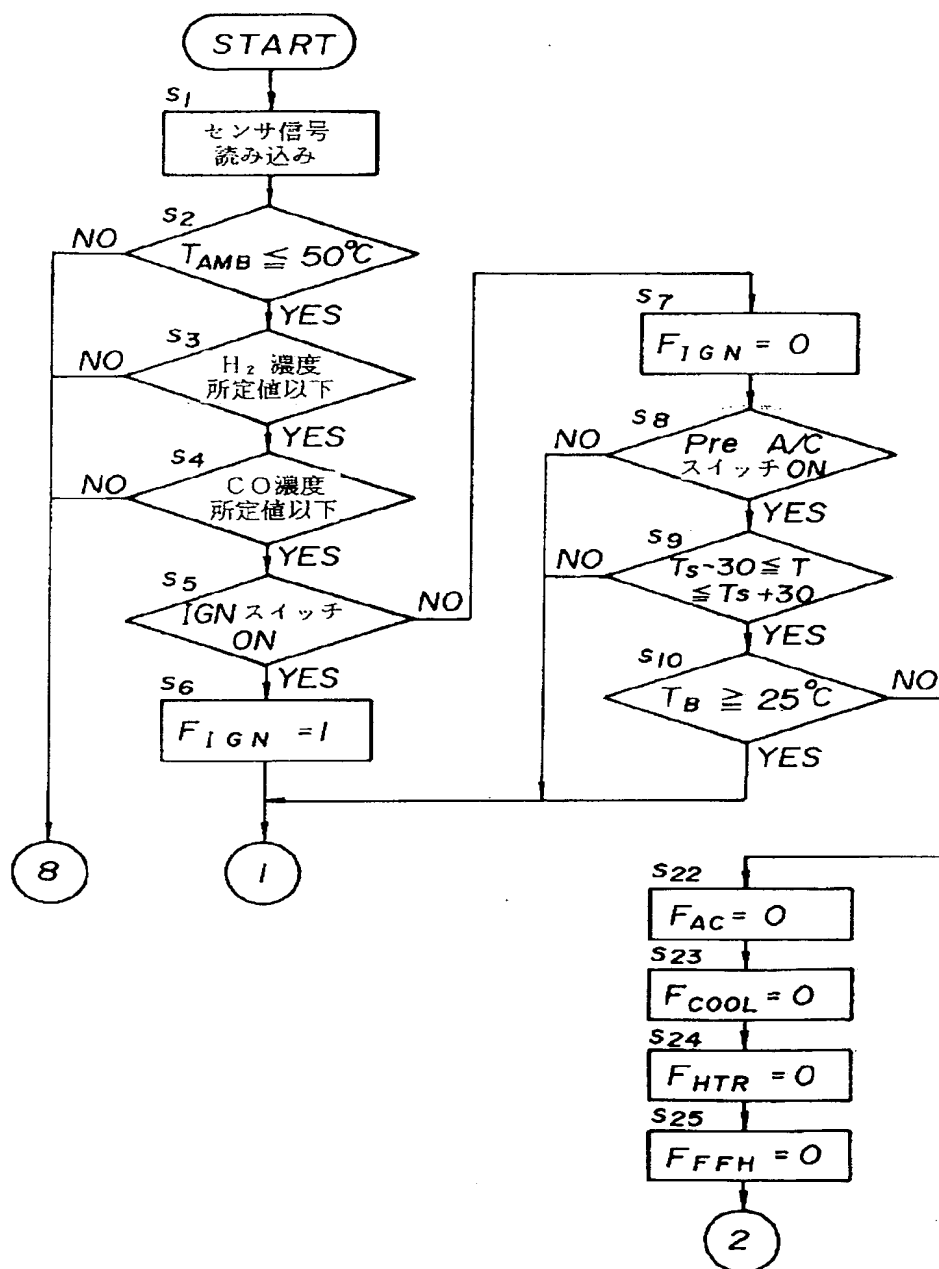 START
S1
センサ信号
読み込み
S2
TAMB ≦ 50°C
NO
YES
S3
H₂ 濃度
所定値以下
NO
YES
S4
CO濃度
所定値以下
NO
YES
S5
IGN スイッチ
ON
NO
YES
S6
FIGN = 1
8
1
S7
FIGN = 0
S8
Pre A/C
スイッチON
NO
YES
S9
Ts-30 ≦ T
≦ Ts+30
NO
YES
S10
TB ≧ 25°C
NO
YES
S22
FAC = 0
S23
FCOOL = 0
S24
FHTR = 0
S25
FFFH = 0
2